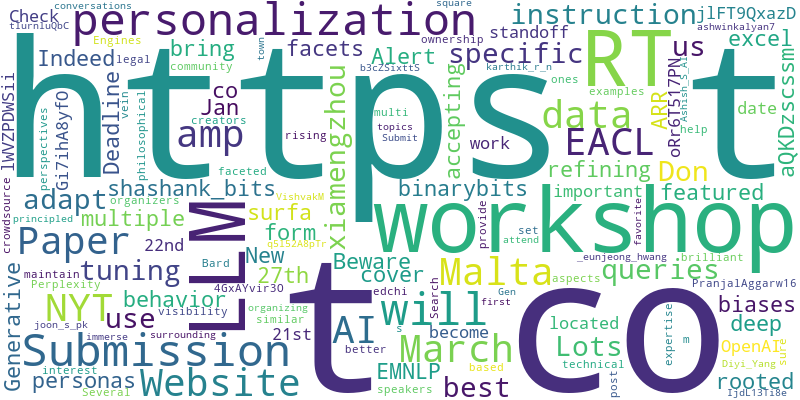 conversations
square
Check
t1urnluQbC
personalization
instruction
jlFT9QxazD
Engines
town
ashwinkalyan7
ownership
Indeed
legal
bring
facets
Alert
specific
standoff
us
excel
karthik_r_n
RT
https
t
community
b3cZSixttS
ones
lWVZPDWSii
Gi7ihA8yfO
Deadline
vein
philosophical
co
Jan
creators
amp
rising
xiamengzhou
multi
topics
Submit
accepting
work
data
examples
EACL
ARR
oRr6T517PN
Ashish_S_AI
help
date
aQKDzscssm
perspectives
faceted
refining
Don
crowdsource
adapt
shashank_bits
binarybits
important
featured
multiple
organizers
surfa
VishvakM
workshop
provide
set
attend
favorite
principled
Paper
22nd
form
q5152ABpTr
New
Beware
cover
Malta
queries
_eunjeong_hwang
brilliant
maintain
tuning
Bard
27th
4GxAYvir3O
LLM
t
co
Search
Gen
aspects
PranjalAggarw16
Generative
Perplexity
NYT
behavior
visibility
organizing
will
edchi
first
located
biases
joon_s_pk
use
21st
similar
AI
s
become
March
Lots
deep
OpenAI
expertise
m
Submission
immerse
surrounding
better
EMNLP
technical
Diyi_Yang
sure
interest
personas
Website
Several
based
speakers
best
post
rooted
IjdL13Ti8e